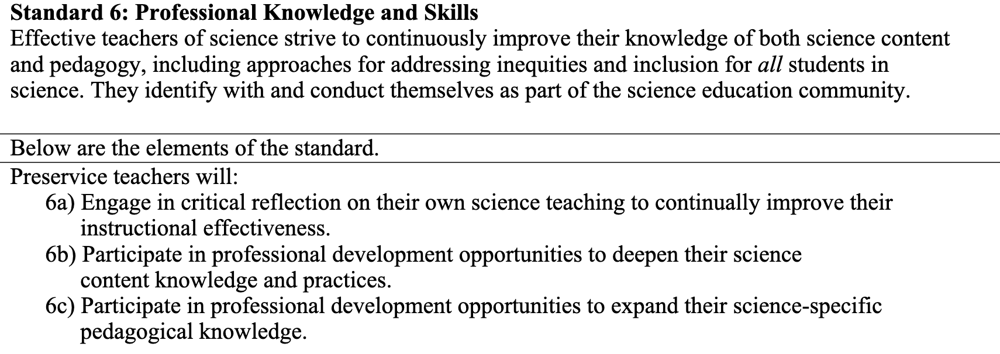 Standard 6: Professional Knowledge and Skills
Effective teachers of science strive to continuously improve their knowledge of both science content
and pedagogy, including approaches for addressing inequities and inclusion for all students in
science. They identify with and conduct themselves as part of the science education community.
Below are the elements of the standard.
Preservice teachers will:
6a) Engage in critical reflection on their own science teaching to continually improve their
instructional effectiveness.
6b) Participate in professional development opportunities to deepen their science
content knowledge and practices.
6c) Participate in professional development opportunities to expand their science-specific
pedagogical knowledge.